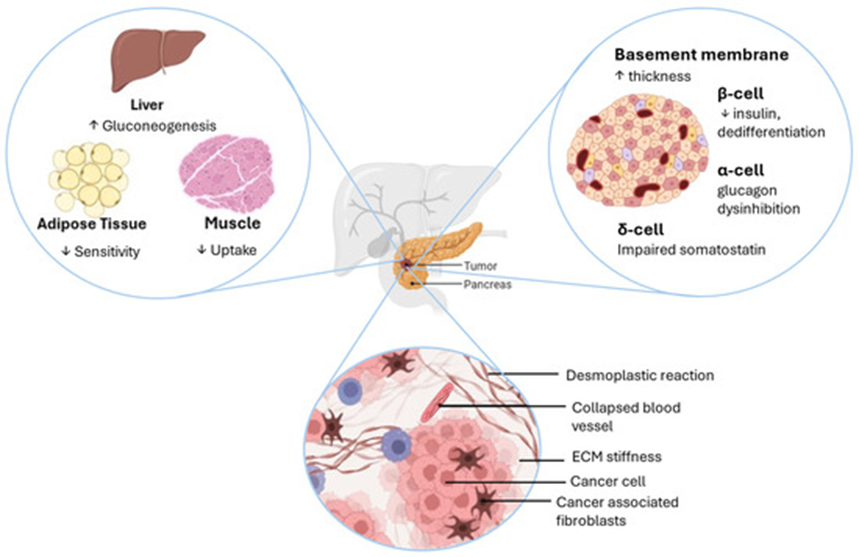 Liver
↑ Gluconeogenesis
Adipose Tissue
↓ Sensitivity
Muscle
↓ Uptake
Basement membrane
↑ thickness
β-cell
↓ insulin,
dedifferentiation
α-cell
glucagon
dysinhibition
δ-cell
Impaired somatostatin
Tumor
Pancreas
Desmoplastic reaction
Collapsed blood
vessel
ECM stiffness
Cancer cell
Cancer associated
fibroblasts